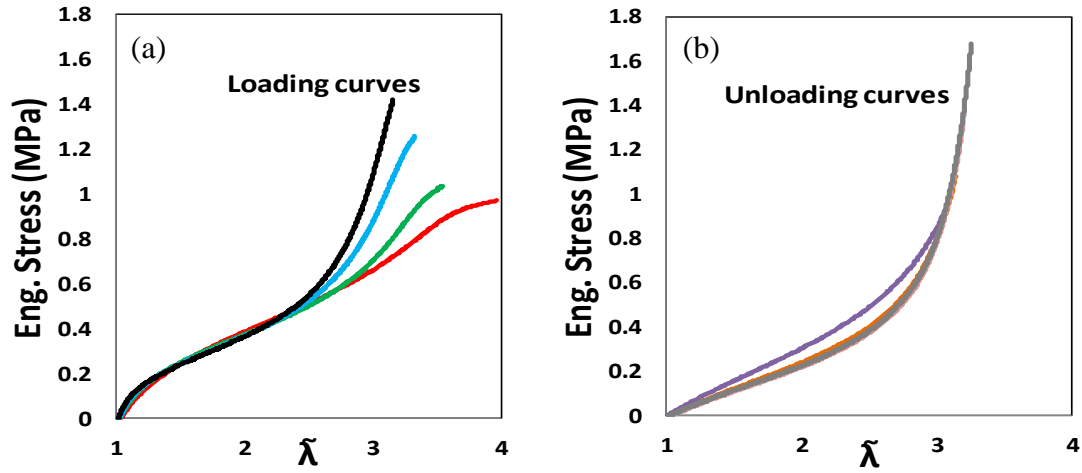 (a)
Loading curves
Eng. Stress (MPa)
1.8
1.6
1.4
1.2
1
0.8
0.6
0.4
0.2
0
1 2 3 4
λ̃
(b)
Unloading curves
Eng. Stress (MPa)
1.8
1.6
1.4
1.2
1
0.8
0.6
0.4
0.2
0
1 2 3 4
λ̃